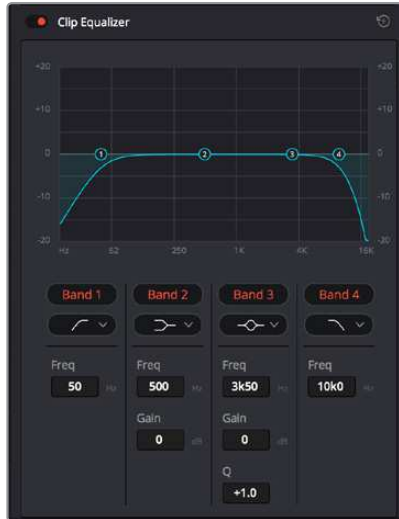 Clip Equalizer
+20 +20
+10 +10
0 0
-10 -10
-20 -20
Hz 62 250 1K 4K 16K
1 2 3 4
Band 1 Band 2 Band 3 Band 4
Freq Freq Freq Freq
50 Hz 500 Hz 3k50 Hz 10k0 Hz
Gain Gain
0 dB 0 dB
Q
+1.0